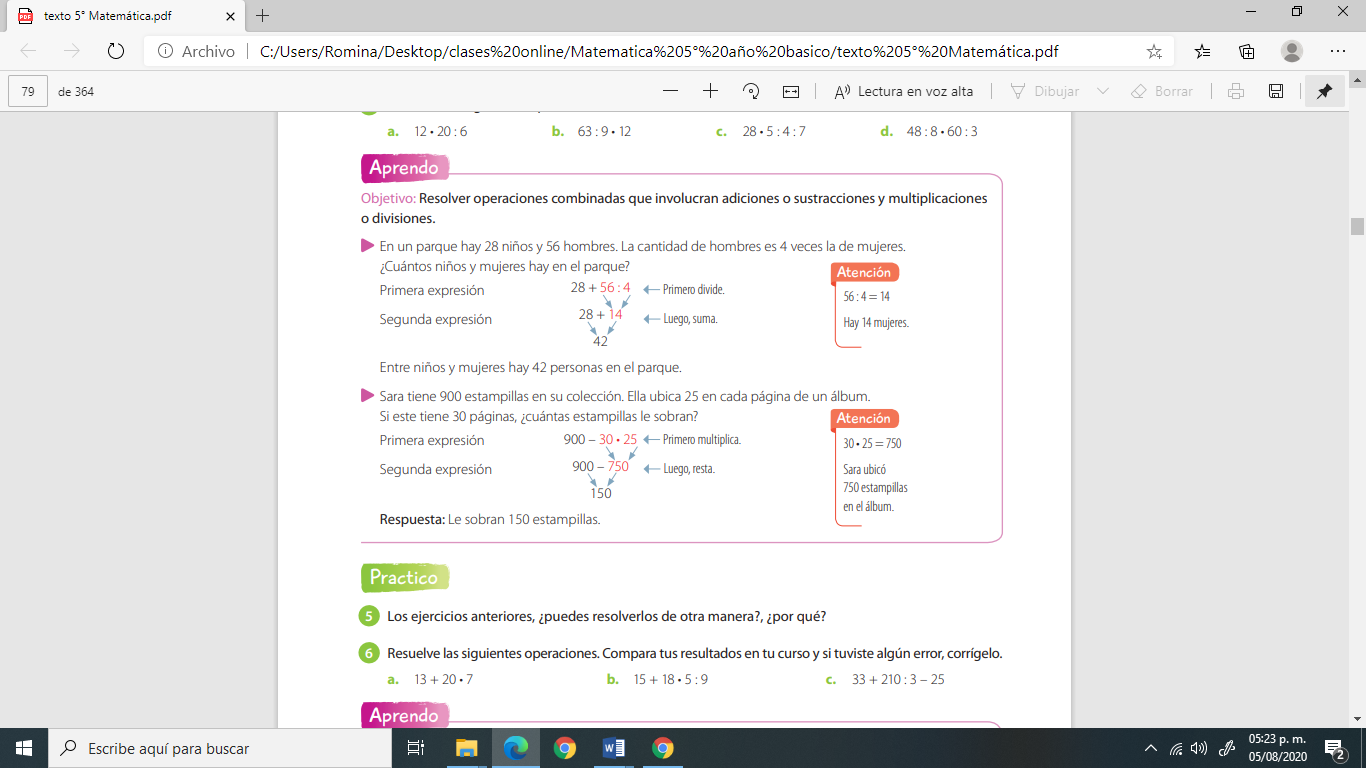 texto 5° Matemática.pdf
Archivo C:/Users/Romina/Desktop/clases%20online/Matematica%205°%20año%20basico/texto%205°%20Matemática.pdf
79 de 364 Lectura en voz alta Dibujar Borrar
a. 12 • 20 : 6 b. 63 : 9 • 12 c. 28 • 5 : 4 : 7 d. 48 : 8 • 60 : 3
Aprendo
Objetivo: Resolver operaciones combinadas que involucran adiciones o sustracciones y multiplicaciones
o divisiones.
En un parque hay 28 niños y 56 hombres. La cantidad de hombres es 4 veces la de mujeres.
¿Cuántos niños y mujeres hay en el parque?
Atención
Primera expresión 28 + 56 : 4 Primero divide.
56 : 4 = 14
Segunda expresión 28 + 14 Luego, suma.
Hay 14 mujeres.
42
Entre niños y mujeres hay 42 personas en el parque.
Sara tiene 900 estampillas en su colección. Ella ubica 25 en cada página de un álbum.
Si este tiene 30 páginas, ¿cuántas estampillas le sobran?
Atención
Primera expresión 900 – 30 • 25 Primero multiplica.
30 • 25 = 750
Segunda expresión 900 – 750 Luego, resta.
Sara ubicó
750 estampillas
en el álbum.
150
Respuesta: Le sobran 150 estampillas.
Practico
5 Los ejercicios anteriores, ¿puedes resolverlos de otra manera?, ¿por qué?
6 Resuelve las siguientes operaciones. Compara tus resultados en tu curso y si tuviste algún error, corrígelo.
a. 13 + 20 • 7 b. 15 + 18 • 5 : 9 c. 33 + 210 : 3 – 25
Aprendo
Escribe aquí para buscar
05:23 p. m.
05/08/2020
2